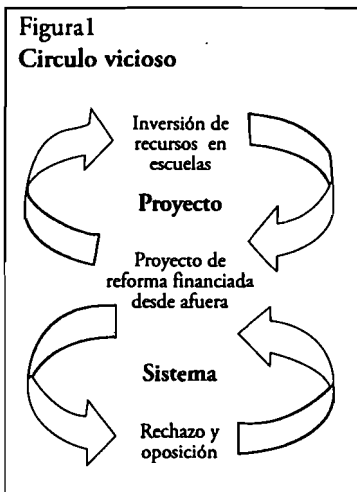 Figura1
Circulo vicioso
Inversión de
recursos en
escuelas
Proyecto
Proyecto de
reforma financiada
desde afuera
Sistema
Rechazo y
oposición